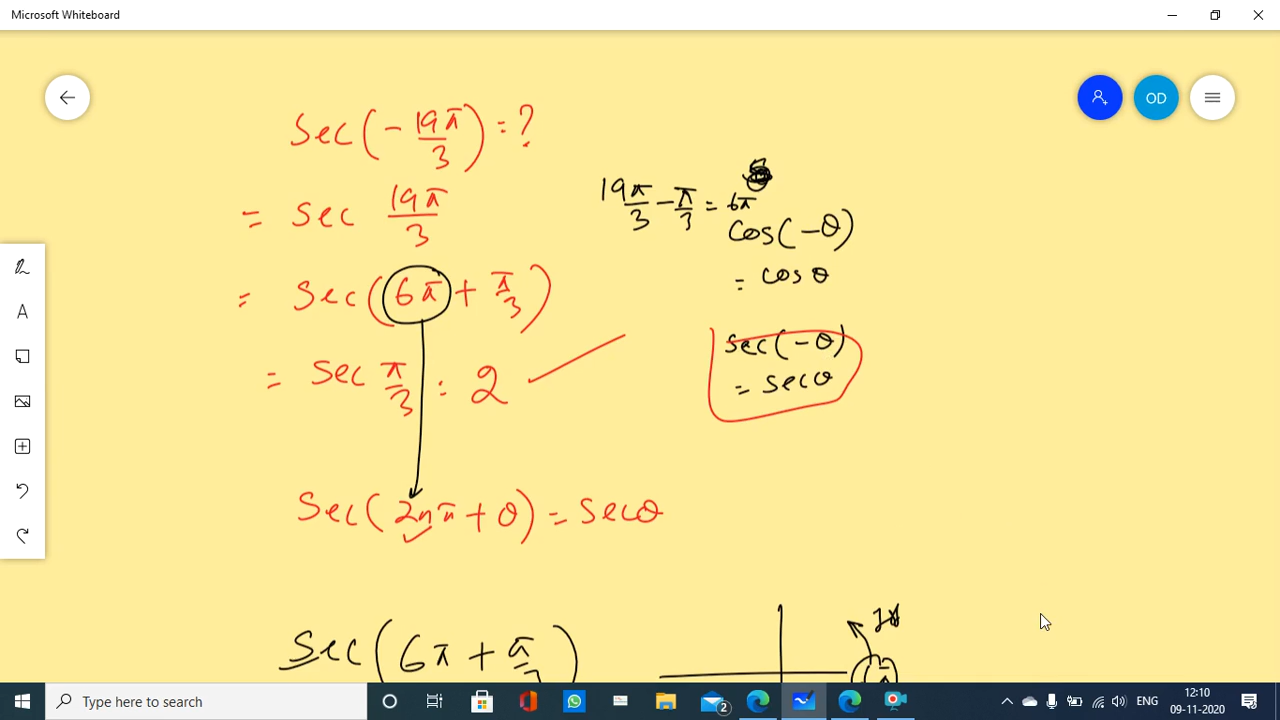 Microsoft Whiteboard
OD
Sec(-19π/3) = ?
= Sec 19π/3
= Sec(6π + π/3)
= Sec π/3 = 2
19π/3 - π/3 = 6π
Cos(-θ)
= cos θ
sec(-θ)
= sec θ
Sec(2nπ + θ) = Secθ
Sec(6π + π/3)
Type here to search
2
ENG
12:10
09-11-2020